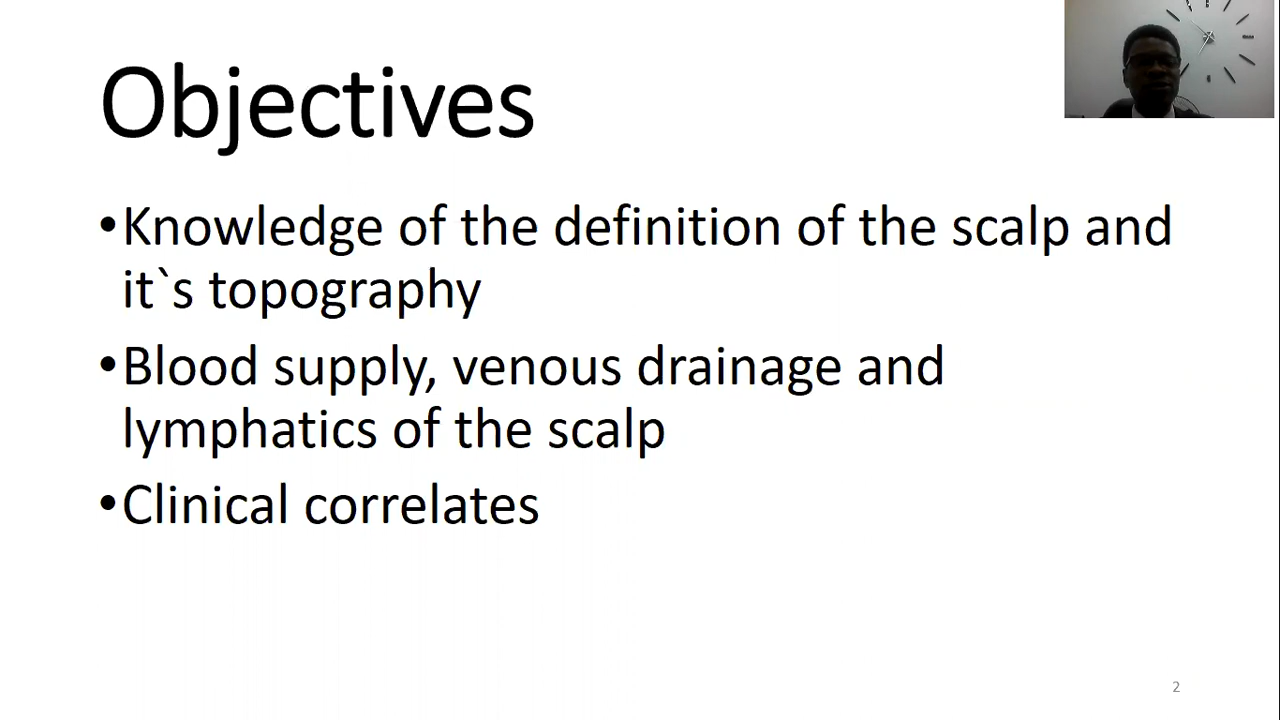 Objectives
•Knowledge of the definition of the scalp and
it`s topography
•Blood supply, venous drainage and
lymphatics of the scalp
•Clinical correlates
2